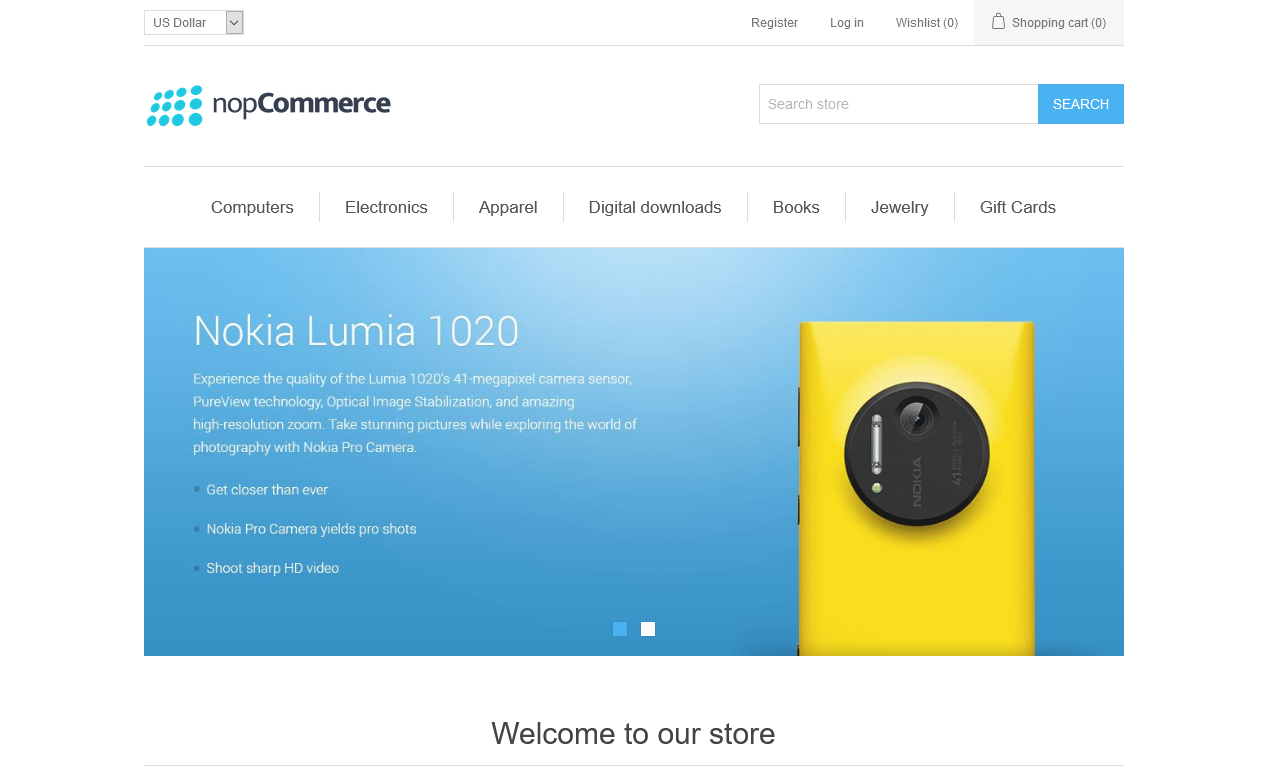 US Dollar
Register
Log in
Wishlist (0)
Shopping cart (0)
nopCommerce
Search store
SEARCH
Computers
Electronics
Apparel
Digital downloads
Books
Jewelry
Gift Cards
Nokia Lumia 1020
Experience the quality of the Lumia 1020's 41-megapixel camera sensor,
PureView technology, Optical Image Stabilization, and amazing
high-resolution zoom. Take stunning pictures while exploring the world of
photography with Nokia Pro Camera.
Get closer than ever
Nokia Pro Camera yields pro shots
Shoot sharp HD video
NOKIA
41
Welcome to our store